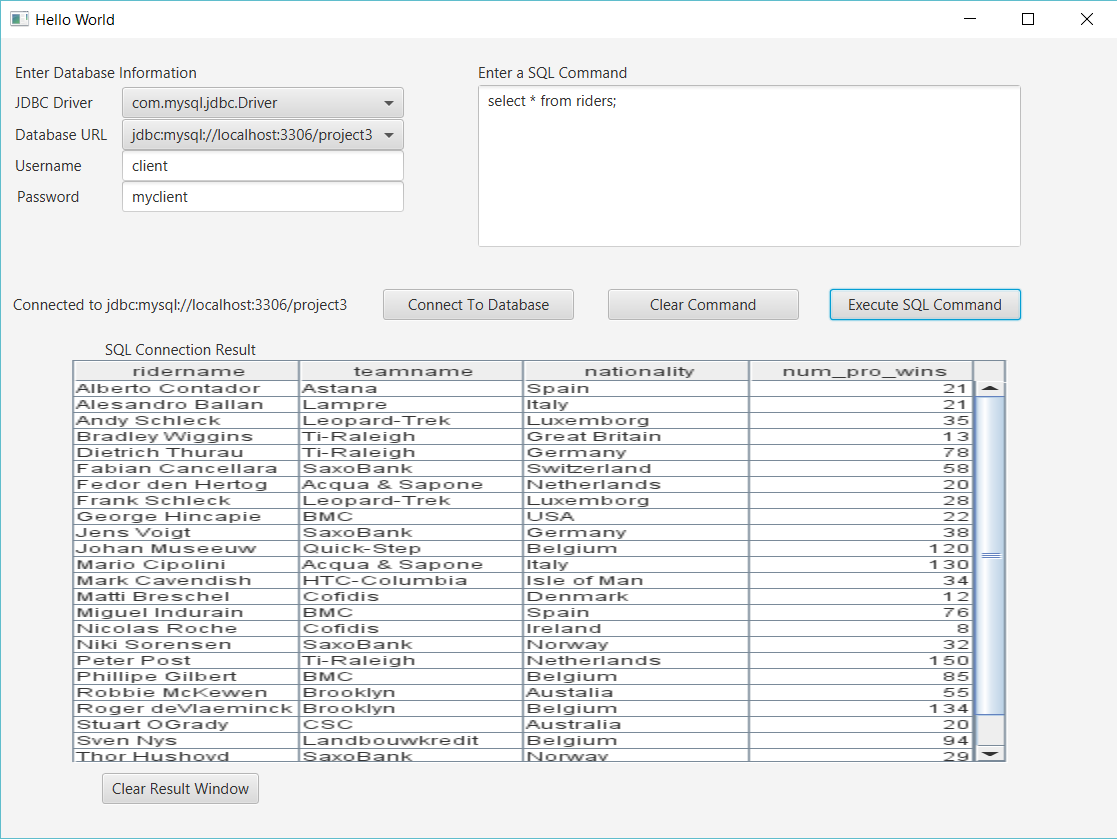 Hello World
Enter Database Information
Enter a SQL Command
JDBC Driver com.mysql.jdbc.Driver
select * from riders;
Database URL jdbc:mysql://localhost:3306/project3
Username client
Password myclient
Connected to jdbc:mysql://localhost:3306/project3 Connect To Database Clear Command Execute SQL Command
SQL Connection Result
ridername teamname nationality num_pro_wins
Alberto Contador Astana Spain 21
Alesandro Ballan Lampre Italy 21
Andy Schleck Leopard-Trek Luxemborg 35
Bradley Wiggins Ti-Raleigh Great Britain 13
Dietrich Thurau Ti-Raleigh Germany 78
Fabian Cancellara SaxoBank Switzerland 58
Fedor den Hertog Acqua & Sapone Netherlands 20
Frank Schleck Leopard-Trek Luxemborg 28
George Hincapie BMC USA 22
Jens Voigt SaxoBank Germany 38
Johan Museeuw Quick-Step Belgium 120
Mario Cipolini Acqua & Sapone Italy 130
Mark Cavendish HTC-Columbia Isle of Man 34
Matti Breschel Cofidis Denmark 12
Miguel Indurain BMC Spain 76
Nicolas Roche Cofidis Ireland 8
Niki Sorensen SaxoBank Norway 32
Peter Post Ti-Raleigh Netherlands 150
Phillipe Gilbert BMC Belgium 85
Robbie McKewen Brooklyn Austalia 55
Roger deVlaeminck Brooklyn Belgium 134
Stuart OGrady CSC Australia 20
Sven Nys Landbouwkredit Belgium 94
Thor Hushovd SaxoBank Norway 29
Clear Result Window